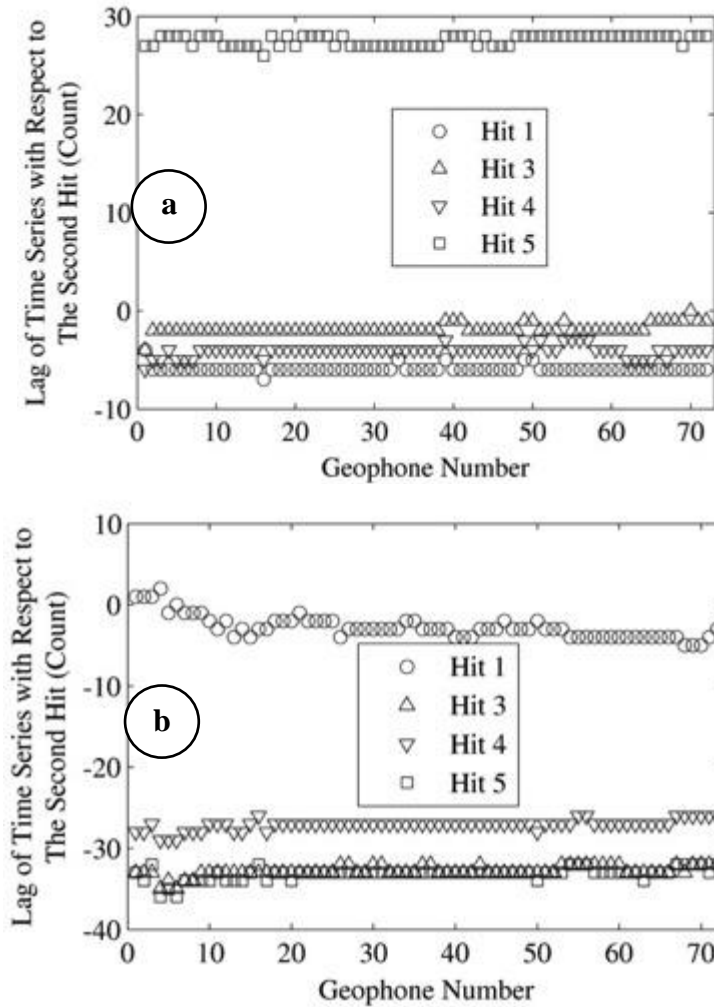 30
20
10
0
-10
Lag of Time Series with Respect to
The Second Hit (Count)
a
Hit 1
Hit 3
Hit 4
Hit 5
0 10 20 30 40 50 60 70
Geophone Number
10
0
-10
-20
-30
-40
Lag of Time Series with Respect to
The Second Hit (Count)
b
Hit 1
Hit 3
Hit 4
Hit 5
0 10 20 30 40 50 60 70
Geophone Number